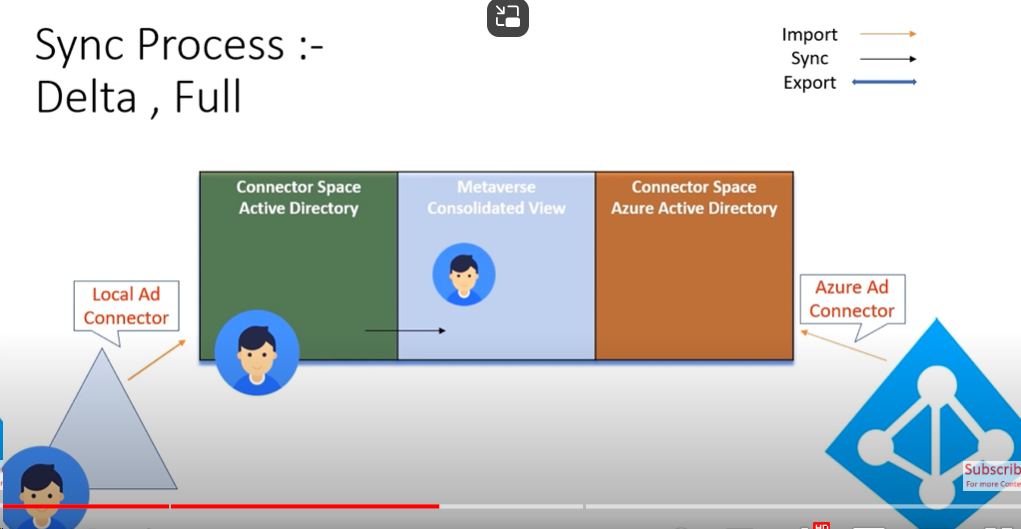 Sync Process :-
Delta , Full
Import
Sync
Export
Connector Space
Active Directory
Metaverse
Consolidated View
Connector Space
Azure Active Directory
Local Ad
Connector
Azure Ad
Connector
Subscrib
For more Conte
HD